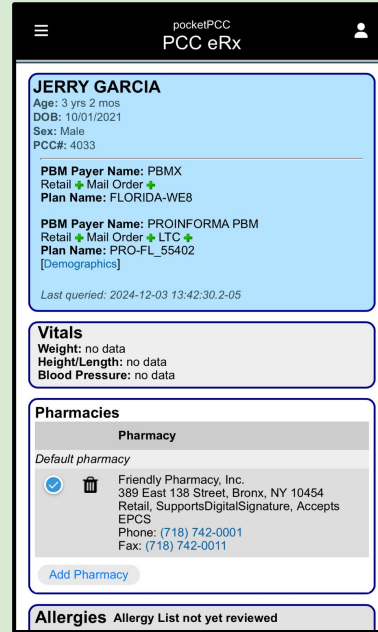 pocketPCC
PCC eRx
JERRY GARCIA
Age: 3 yrs 2 mos
DOB: 10/01/2021
Sex: Male
PCC#: 4033
PBM Payer Name: PBMX
Retail + Mail Order +
Plan Name: FLORIDA-WE8
PBM Payer Name: PROINFORMA PBM
Retail + Mail Order + LTC +
Plan Name: PRO-FL_55402
[Demographics]
Last queried: 2024-12-03 13:42:30.2-05
Vitals
Weight: no data
Height/Length: no data
Blood Pressure: no data
Pharmacies
Pharmacy
Default pharmacy
Friendly Pharmacy, Inc.
389 East 138 Street, Bronx, NY 10454
Retail, SupportsDigitalSignature, Accepts
EPCS
Phone: (718) 742-0001
Fax: (718) 742-0011
Add Pharmacy
Allergies Allergy List not yet reviewed